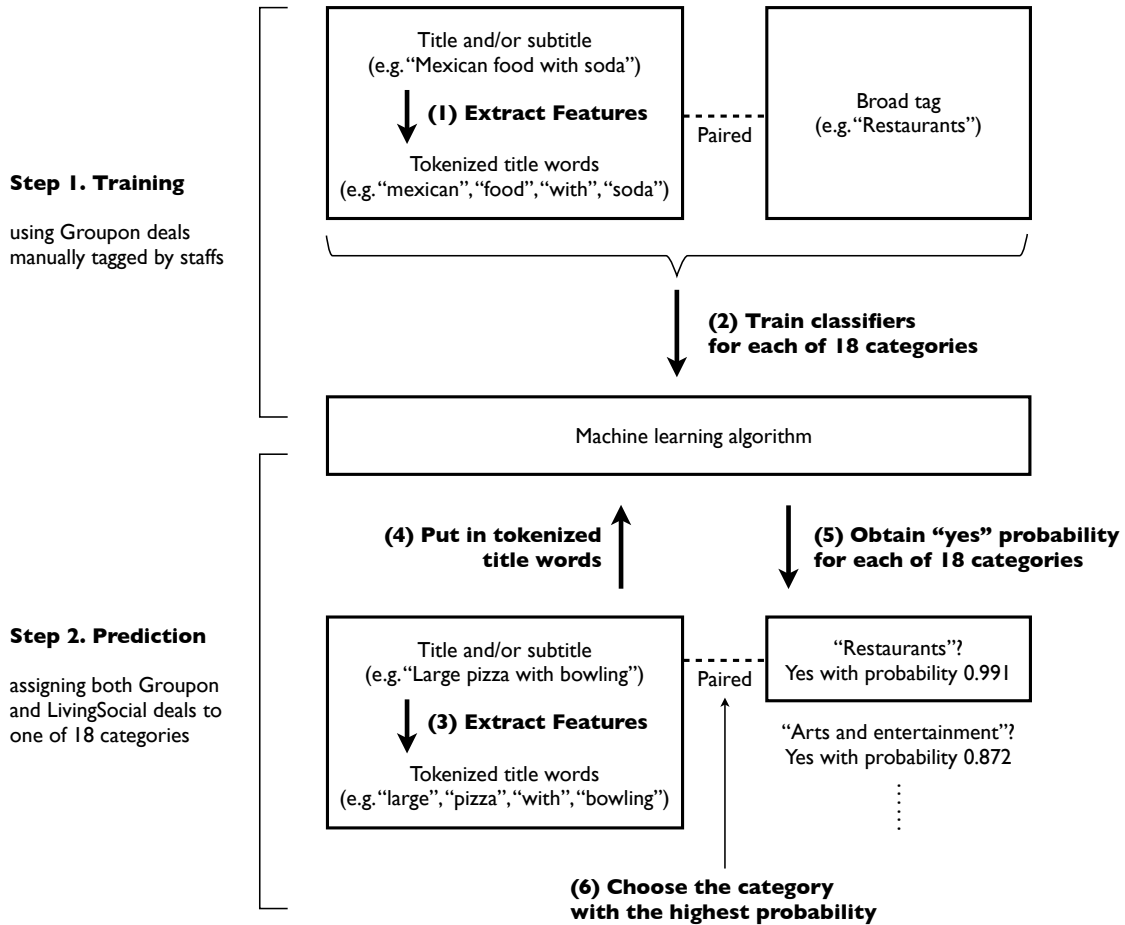 Title and/or subtitle
(e.g. “Mexican food with soda”)
(1) Extract Features
Tokenized title words
(e.g. “mexican”, “food”, “with”, “soda”)
Paired
Broad tag
(e.g. “Restaurants”)
Step 1. Training
using Groupon deals
manually tagged by staffs
(2) Train classifiers
for each of 18 categories
Machine learning algorithm
(4) Put in tokenized
title words
(5) Obtain “yes” probability
for each of 18 categories
Step 2. Prediction
assigning both Groupon
and LivingSocial deals to
one of 18 categories
Title and/or subtitle
(e.g. “Large pizza with bowling”)
(3) Extract Features
Tokenized title words
(e.g. “large”, “pizza”, “with”, “bowling”)
Paired
“Restaurants”?
Yes with probability 0.991
“Arts and entertainment”?
Yes with probability 0.872
(6) Choose the category
with the highest probability